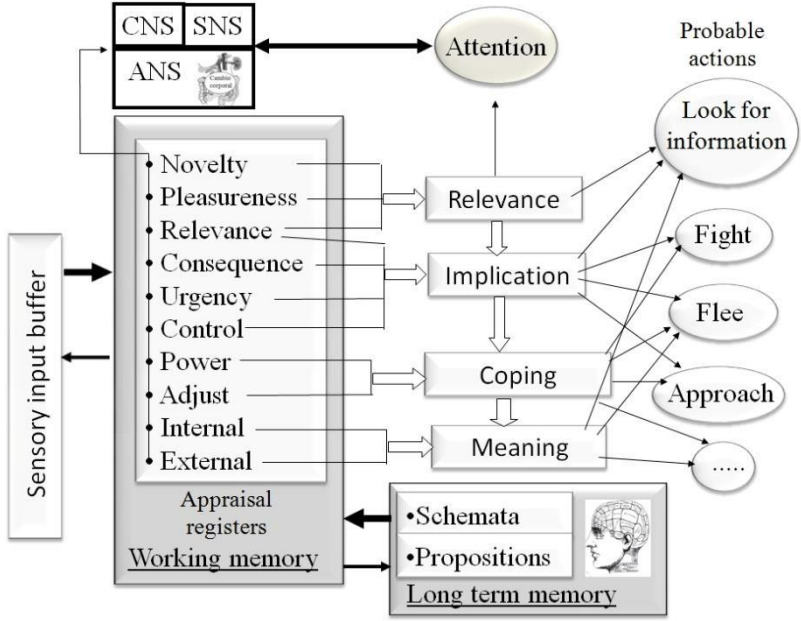 CNS
SNS
ANS
Cambio
corporal
Attention
Probable
actions
Look for
information
• Novelty
• Pleasureness
• Relevance
• Consequence
• Urgency
• Control
• Power
• Adjust
• Internal
• External
Relevance
Implication
Coping
Meaning
Fight
Flee
Approach
.....
Sensory input buffer
Appraisal
registers
Working memory
•Schemata
•Propositions
Long term memory